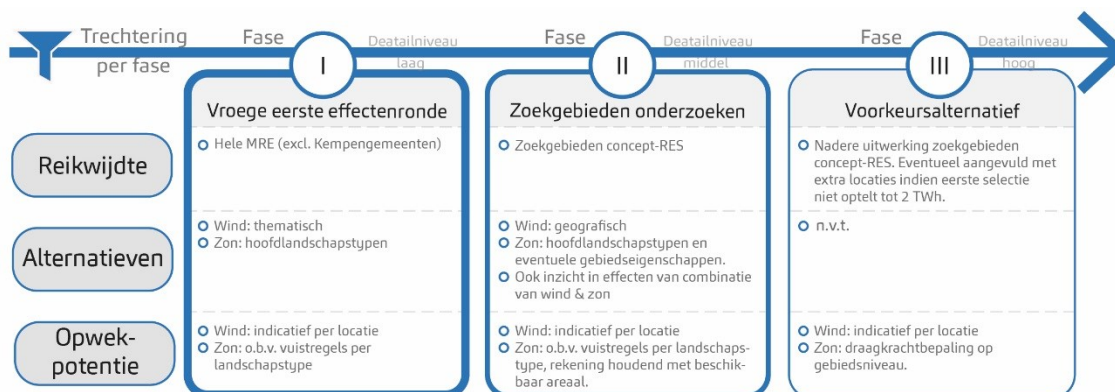 Trechtering
per fase
Fase
I
Deatailniveau
laag
Fase
II
Deatailniveau
middel
Fase
III
Deatailniveau
hoog
Vroege eerste effectenronde
Zoekgebieden onderzoeken
Voorkeursalternatief
Reikwijdte
Hele MRE (excl. Kempengemeenten)
Zoekgebieden concept-RES
Nadere uitwerking zoekgebieden
concept-RES. Eventueel aangevuld met
extra locaties indien eerste selectie
niet optelt tot 2 TWh.
Alternatieven
Wind: thematisch
Zon: hoofdlandschapstypen
Wind: geografisch
Zon: hoofdlandschapstypen en
eventuele gebiedseigenschappen.
Ook inzicht in effecten van combinatie
van wind & zon
n.v.t.
Opwek-
potentie
Wind: indicatief per locatie
Zon: o.b.v. vuistregels per
landschapstype
Wind: indicatief per locatie
Zon: o.b.v. vuistregels per landschaps-
type, rekening houdend met beschik-
baar areaal.
Wind: indicatief per locatie
Zon: draagkrachtbepaling op
gebiedsniveau.